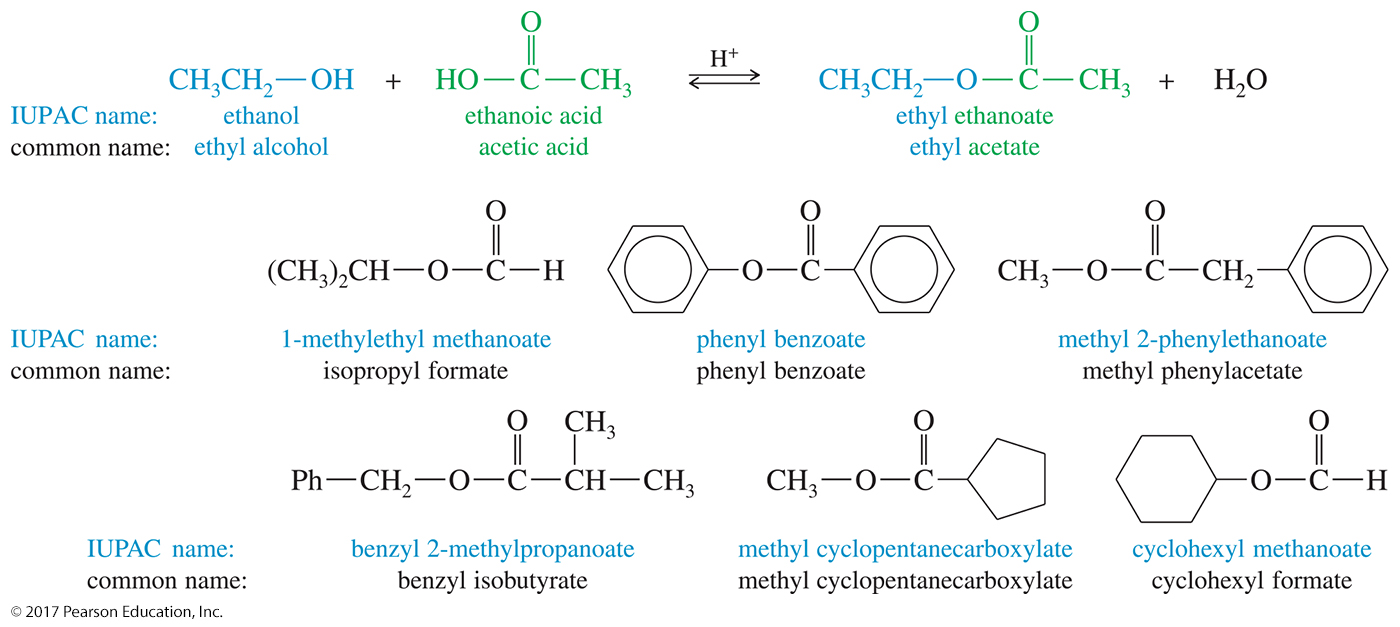 O O
H⁺
CH₃CH₂—OH + HO—C—CH₃ ⇌ CH₃CH₂—O—C—CH₃ + H₂O
IUPAC name: ethanol ethanoic acid ethyl ethanoate
common name: ethyl alcohol acetic acid ethyl acetate
O O O
(CH₃)₂CH—O—C—H O—C CH₃—O—C—CH₂
IUPAC name: 1-methylethyl methanoate phenyl benzoate methyl 2-phenylethanoate
common name: isopropyl formate phenyl benzoate methyl phenylacetate
O CH₃ O O
Ph—CH₂—O—C—CH—CH₃ CH₃—O—C O—C—H
IUPAC name: benzyl 2-methylpropanoate methyl cyclopentanecarboxylate cyclohexyl methanoate
common name: benzyl isobutyrate methyl cyclopentanecarboxylate cyclohexyl formate
© 2017 Pearson Education, Inc.